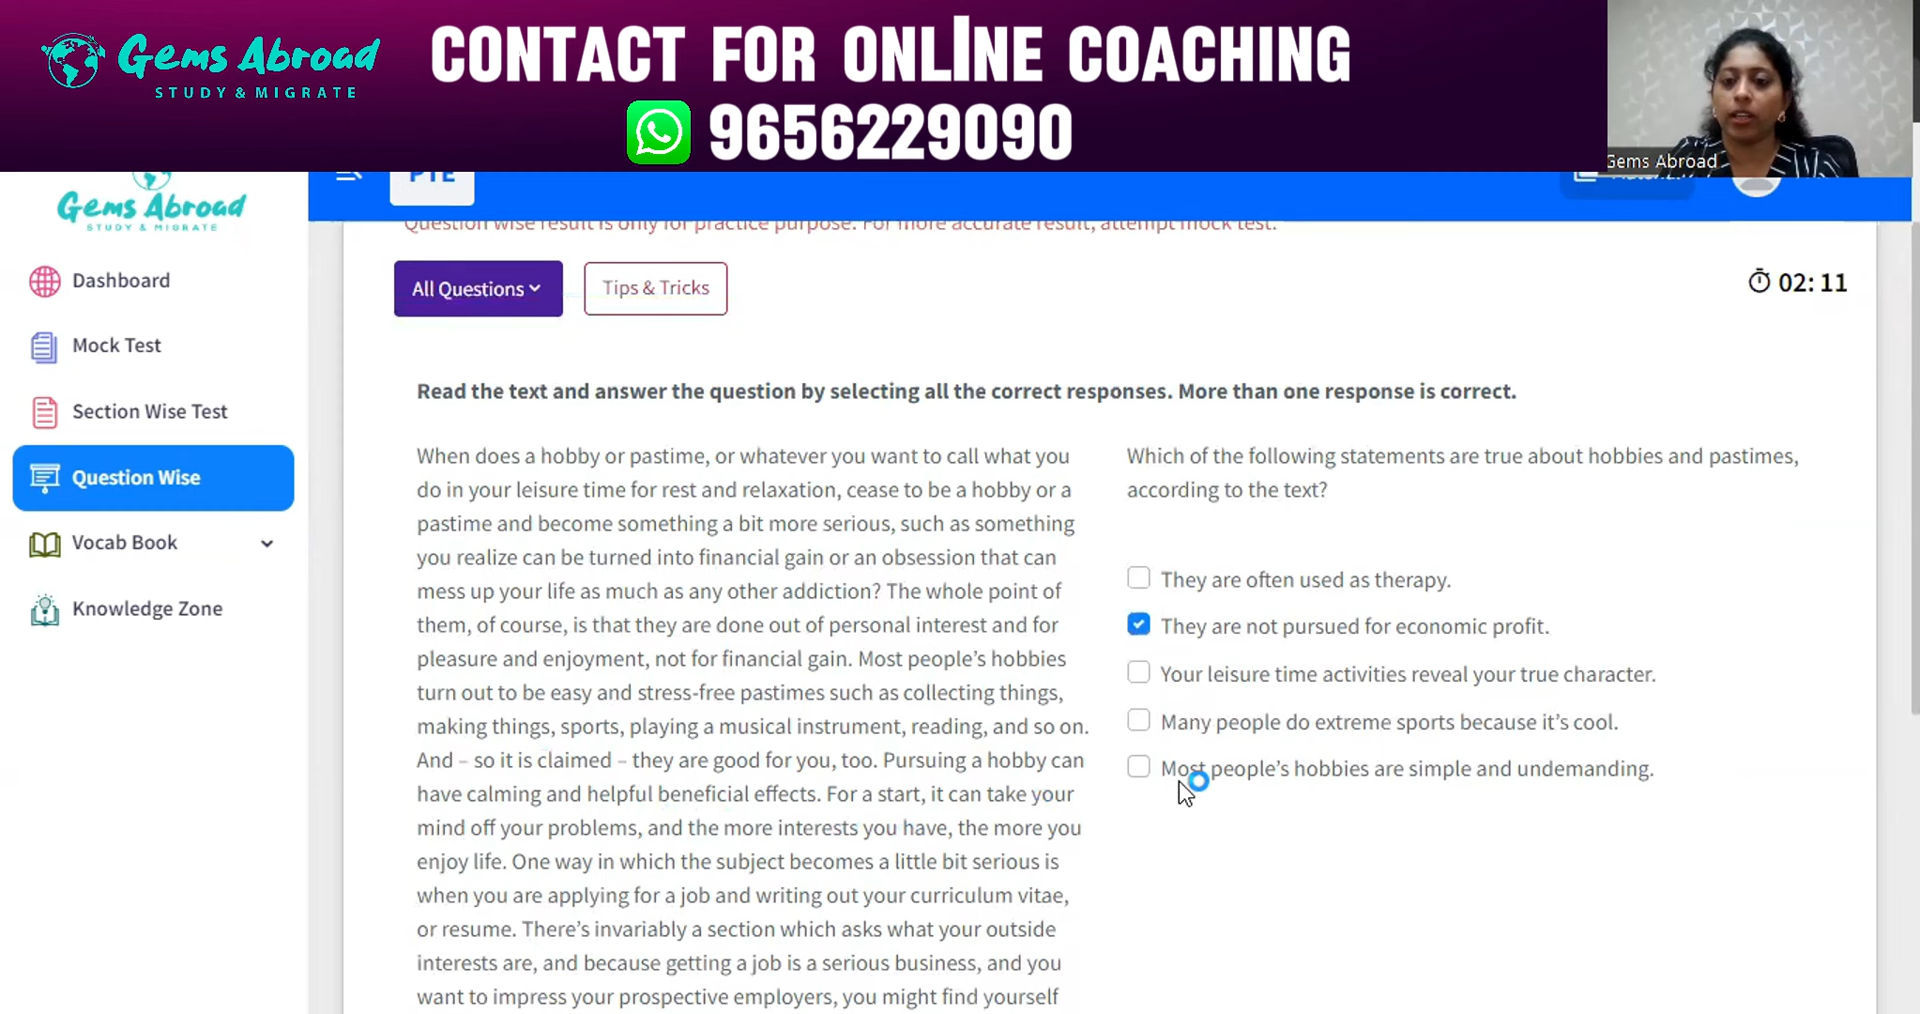 Gems Abroad
STUDY & MIGRATE
CONTACT FOR ONLINE COACHING
9656229090
Gems Abroad
Gems Abroad
STUDY & MIGRATE
PTE
Question wise result is only for practice purpose. For more accurate result, attempt mock test.
Dashboard
Mock Test
Section Wise Test
Question Wise
Vocab Book
Knowledge Zone
All Questions
Tips & Tricks
02: 11
Read the text and answer the question by selecting all the correct responses. More than one response is correct.
When does a hobby or pastime, or whatever you want to call what you
do in your leisure time for rest and relaxation, cease to be a hobby or a
pastime and become something a bit more serious, such as something
you realize can be turned into financial gain or an obsession that can
mess up your life as much as any other addiction? The whole point of
them, of course, is that they are done out of personal interest and for
pleasure and enjoyment, not for financial gain. Most people's hobbies
turn out to be easy and stress-free pastimes such as collecting things,
making things, sports, playing a musical instrument, reading, and so on.
And – so it is claimed – they are good for you, too. Pursuing a hobby can
have calming and helpful beneficial effects. For a start, it can take your
mind off your problems, and the more interests you have, the more you
enjoy life. One way in which the subject becomes a little bit serious is
when you are applying for a job and writing out your curriculum vitae,
or resume. There's invariably a section which asks what your outside
interests are, and because getting a job is a serious business, and you
want to impress your prospective employers, you might find yourself
Which of the following statements are true about hobbies and pastimes,
according to the text?
They are often used as therapy.
They are not pursued for economic profit.
Your leisure time activities reveal your true character.
Many people do extreme sports because it's cool.
Most people's hobbies are simple and undemanding.